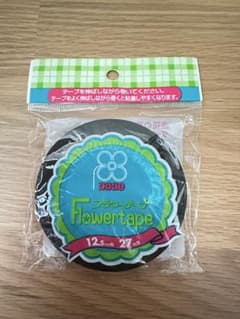 テープを伸ばしながら巻いてください。
テープをよく伸ばしながら巻くと粘着しやすくなります。
フラワーテープ
Flowertape
12.5mm 27m